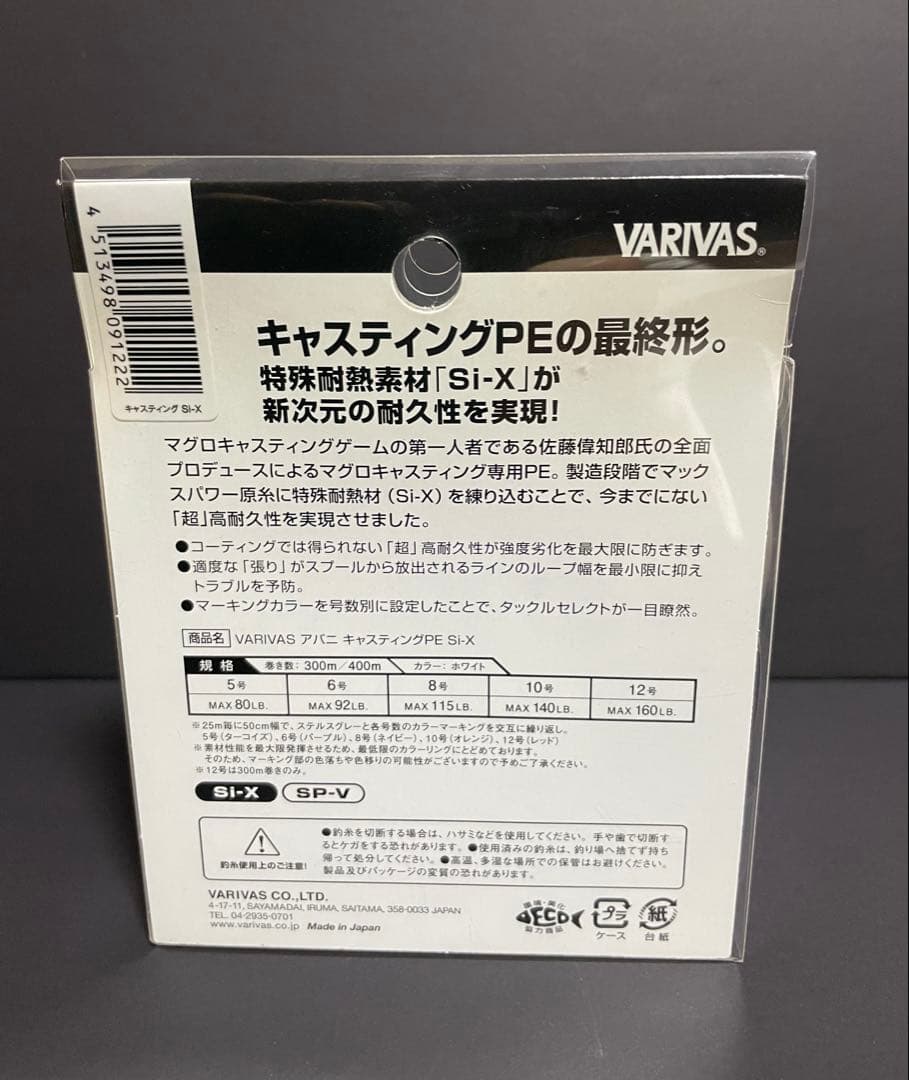 4 513498 091222
キャスティング SI-X
VARIVAS®
キャスティングPEの最終形。
特殊耐熱素材「Si-X」が
新次元の耐久性を実現!
マグロキャスティングゲームの第一人者である佐藤偉知郎氏の全面
プロデュースによるマグロキャスティング専用PE。製造段階でマック
スパワー原糸に特殊耐熱材(Si-X)を練り込むことで、今までにない
「超」高耐久性を実現させました。
●コーティングでは得られない「超」高耐久性が強度劣化を最大限に防ぎます。
●適度な「張り」がスプールから放出されるラインのループ幅を最小限に抑え
トラブルを予防。
●マーキングカラーを号数別に設定したことで、タックルセレクトが一目瞭然。
商品名 VARIVAS アバニ キャスティングPE Si-X
規格 巻き数:300m/400m カラー:ホワイト
5号 6号 8号 10号 12号
MAX 80LB. MAX 92LB. MAX 115LB. MAX 140LB. MAX 160LB.
※25m毎に50cm幅で、ステルスグレーと各号数のカラーマーキングを交互に繰り返し。
5号(ターコイズ)、6号(パープル)、8号(ネイビー)、10号(オレンジ)、12号(レッド)
※素材性能を最大限発揮させるため、最低限のカラーリングにとどめております。
そのため、マーキング部の色落ちや色移りの可能性がございますので予めご了承ください。
※12号は300m巻きのみ。
Si-X SP-V
釣糸使用上のご注意!
●釣糸を切断する場合は、ハサミなどを使用してください。手や歯で切断す
るとケガをする恐れがあります。●使用済みの釣糸は、釣り場へ捨てず持ち
帰って処分してください。●高温、多湿な場所での保管はお避けください。
製品及びパッケージの変質の恐れがあります。
VARIVAS CO.,LTD.
4-17-11, SAYAMADAI, IRUMA, SAITAMA, 358-0033 JAPAN
TEL. 04-2935-0701
www.varivas.co.jp Made in Japan
環境・美化
ECO
協力商品
プラ
ケース
紙
台紙